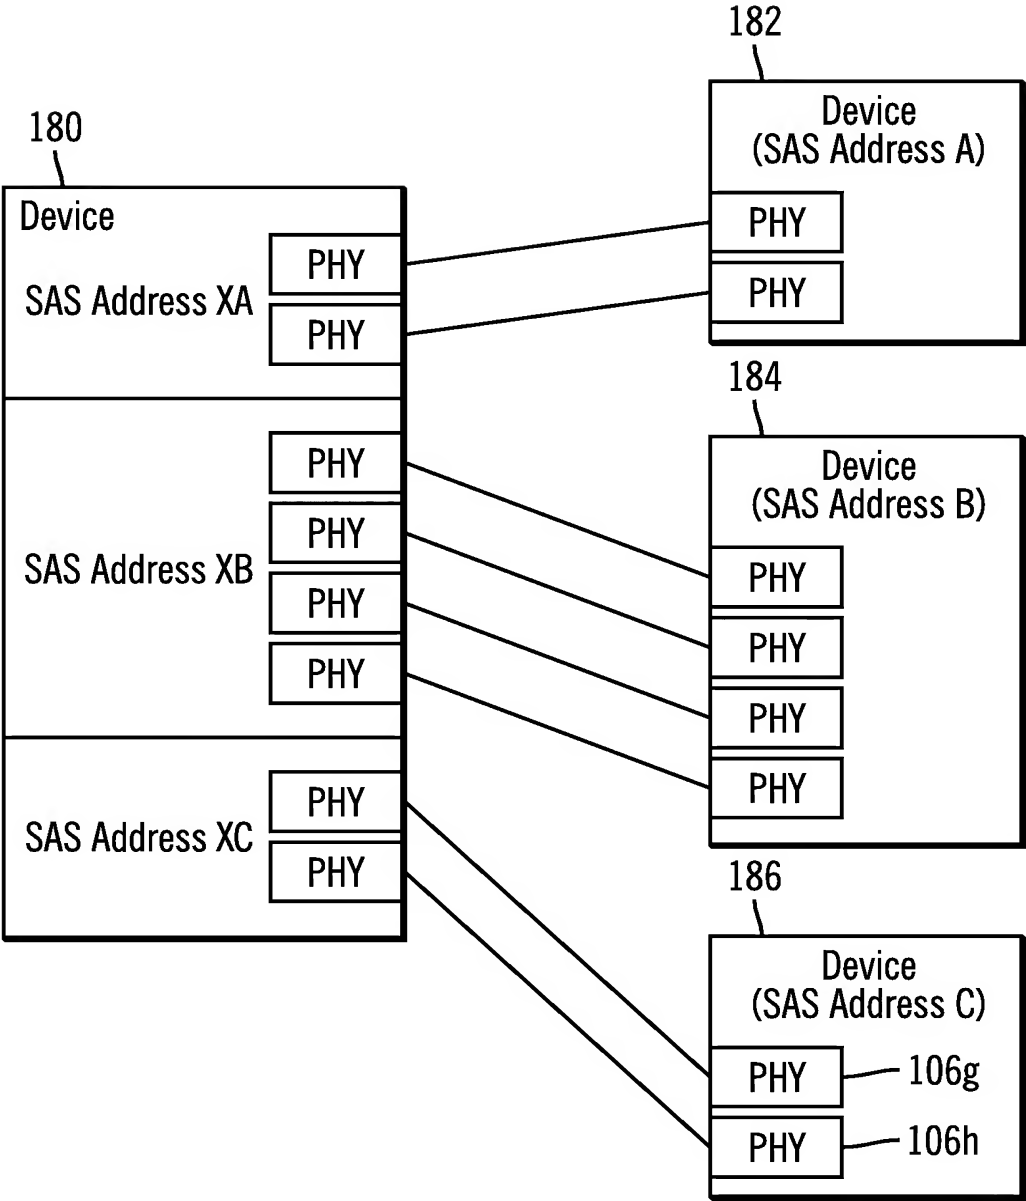 180
Device
SAS Address XA
PHY
PHY
SAS Address XB
PHY
PHY
PHY
PHY
SAS Address XC
PHY
PHY
182
Device
(SAS Address A)
PHY
PHY
184
Device
(SAS Address B)
PHY
PHY
PHY
PHY
186
Device
(SAS Address C)
PHY
106g
PHY
106h